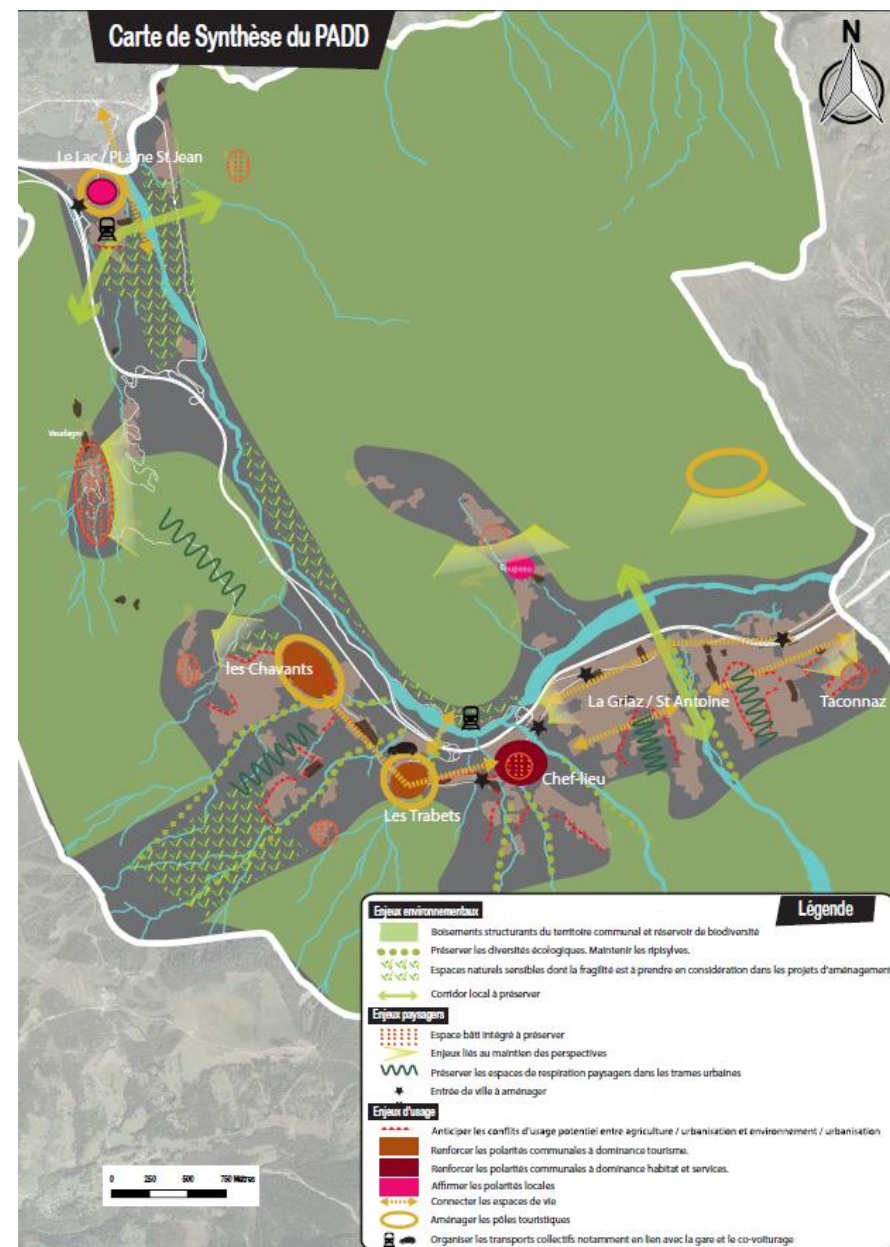 Carte de Synthèse du PADD
N
Le Lac / PLaine St Jean
Vaudagne
Coupeau
les Chavants
La Griaz / St Antoine
Taconnaz
Chef-lieu
Les Trabets
Légende
Enjeux environnementaux
Boisements structurants du territoire communal et réservoir de biodiversité
Préserver les diversités écologiques. Maintenir les ripisylves.
Espaces naturels sensibles dont la fragilité est à prendre en considération dans les projets d'aménagement
Corridor local à préserver
Enjeux paysagers
Espace bâti intégré à préserver
Enjeux liés au maintien des perspectives
Préserver les espaces de respiration paysagers dans les trames urbaines
Entrée de ville à aménager
Enjeux d'usage
Anticiper les conflits d'usage potentiel entre agriculture / urbanisation et environnement / urbanisation
Renforcer les polarités communales à dominance tourisme.
Renforcer les polarités communales à dominance habitat et services.
Affirmer les polarités locales
Connecter les espaces de vie
Aménager les pôles touristiques
Organiser les transports collectifs notamment en lien avec la gare et le co-voiturage
0 250 500 750 Mètres